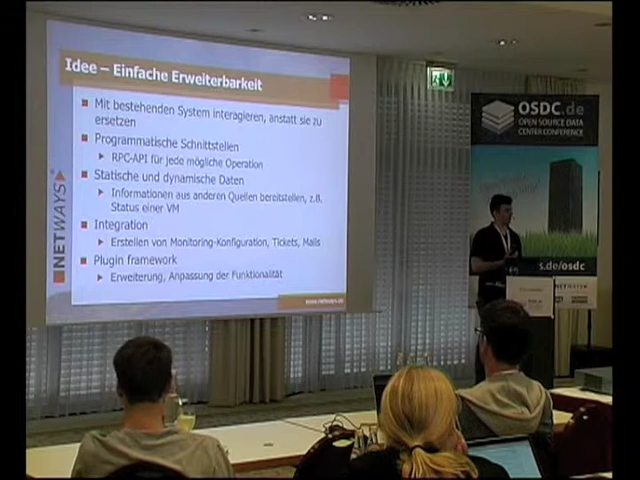 Idee – Einfache Erweiterbarkeit
Mit bestehenden System interagieren, anstatt sie zu
ersetzen
Programmatische Schnittstellen
RPC-API für jede mögliche Operation
Statische und dynamische Daten
Informationen aus anderen Quellen bereitstellen, z.B.
Status einer VM
Integration
Erstellen von Monitoring-Konfiguration, Tickets, Mails
Plugin framework
Erweiterung, Anpassung der Funktionalität
NETWAYS
www.netways.de
OSDC.de
OPEN SOURCE DATA
CENTER CONFERENCE
s.de/osdc